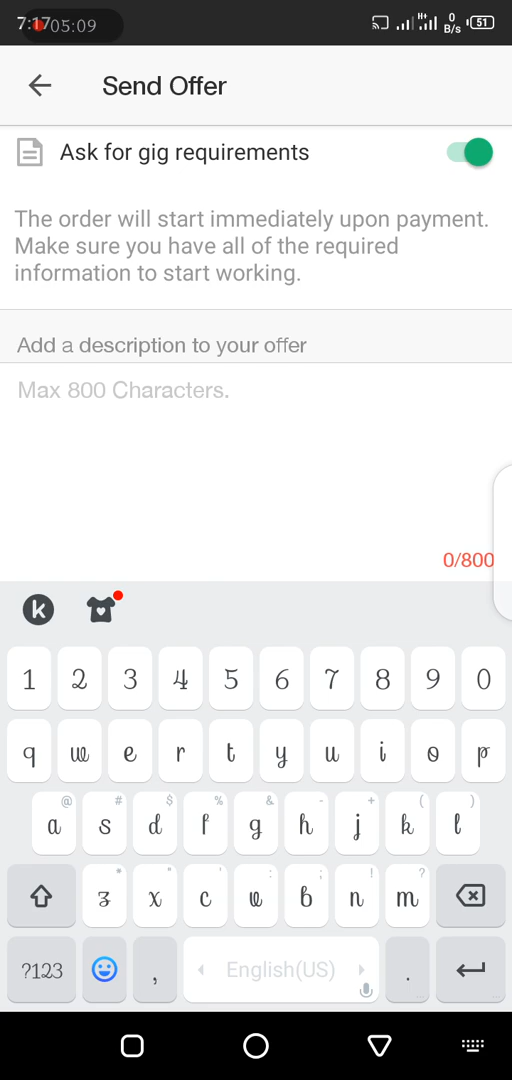 7:17 05:09 H+ 0 B/s 51
Send Offer
Ask for gig requirements
The order will start immediately upon payment.
Make sure you have all of the required
information to start working.
Add a description to your offer
Max 800 Characters.
0/800
k
1 2 3 4 5 6 7 8 9 0
q w e r t y u i o p
@ # $ % & - + ( )
a s d f g h j k l
* " ' : ; ! ?
z x c v b n m
?123 , English(US) .